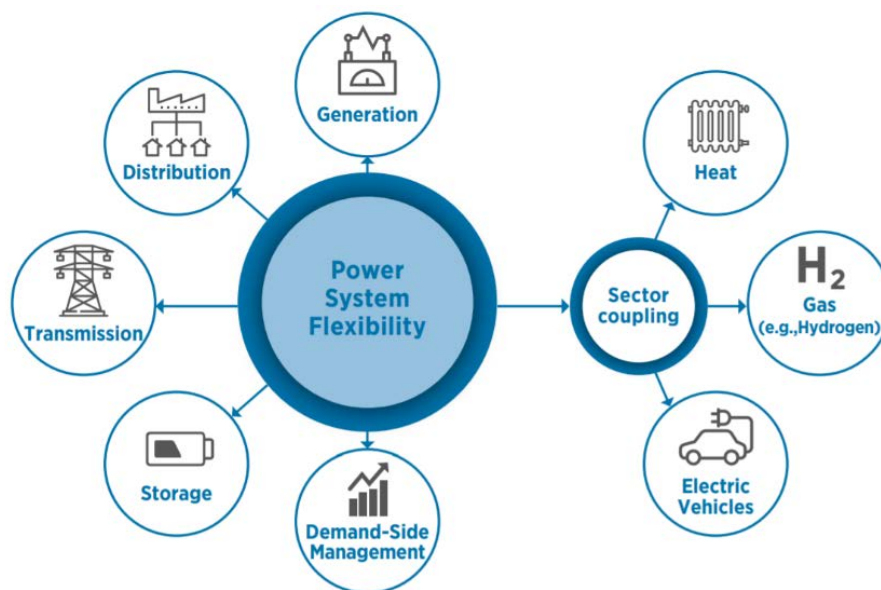 Generation
Distribution
Transmission
Storage
Demand-Side
Management
Power
System
Flexibility
Sector
coupling
Heat
H2
Gas
(e.g.,Hydrogen)
Electric
Vehicles